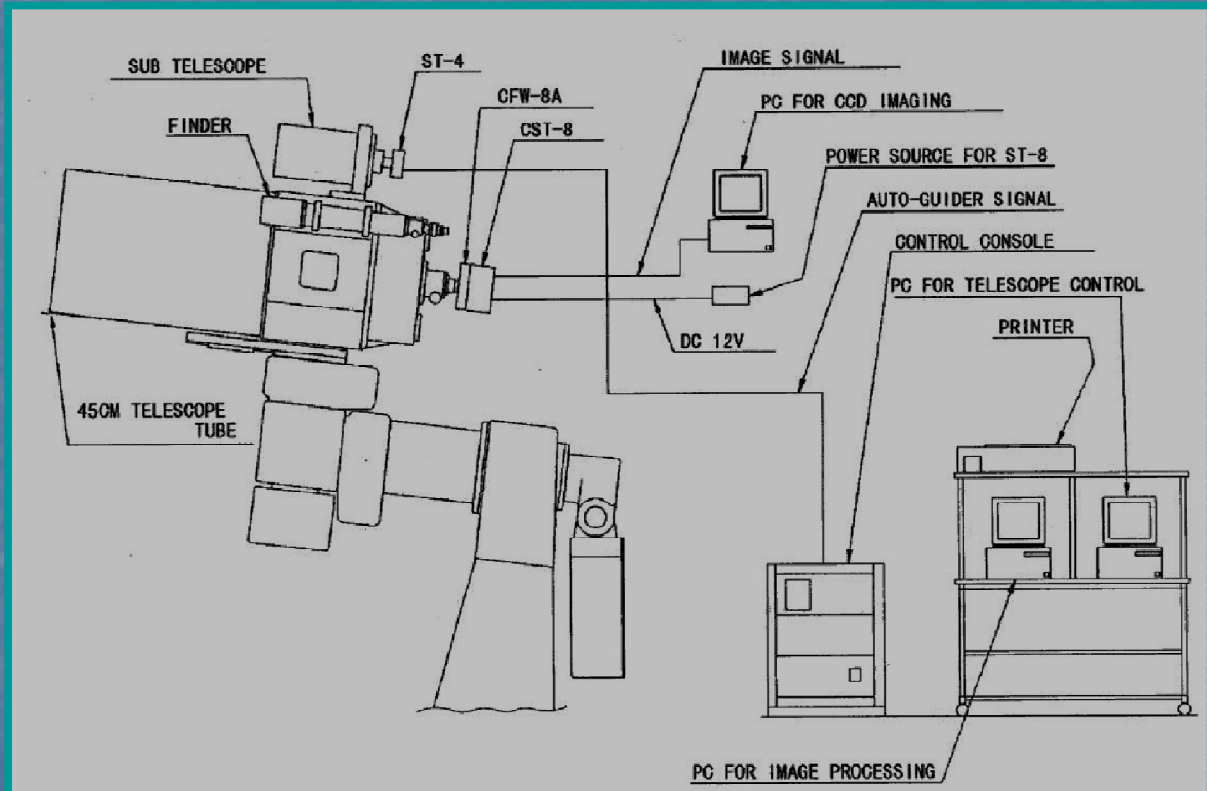 SUB TELESCOPE
ST-4
IMAGE SIGNAL
CFW-8A
PC FOR CCD IMAGING
FINDER
CST-8
POWER SOURCE FOR ST-8
AUTO-GUIDER SIGNAL
CONTROL CONSOLE
PC FOR TELESCOPE CONTROL
PRINTER
DC 12V
45CM TELESCOPE
TUBE
PC FOR IMAGE PROCESSING